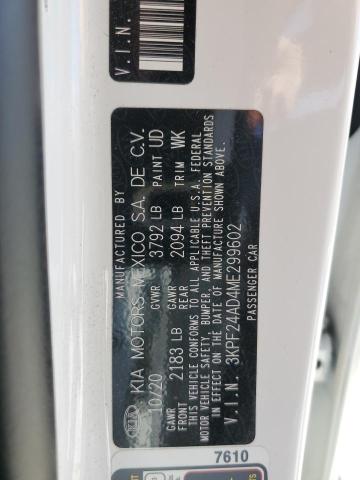 V.I.N.
MANUFACTURED BY
KIA KIA MOTORS MEXICO S.A. DE C.V.
10/20 GVWR 3792 LB PAINT UD
GAWR FRONT 2183 LB GAWR REAR 2094 LB TRIM WK
THIS VEHICLE CONFORMS TO ALL APPLICABLE U.S.A. FEDERAL
MOTOR VEHICLE SAFETY, BUMPER, AND THEFT PREVENTION STANDARDS
IN EFFECT ON THE DATE OF MANUFACTURE SHOWN ABOVE.
V.I.N. 3KPF24AD4ME299602
PASSENGER CAR
7610